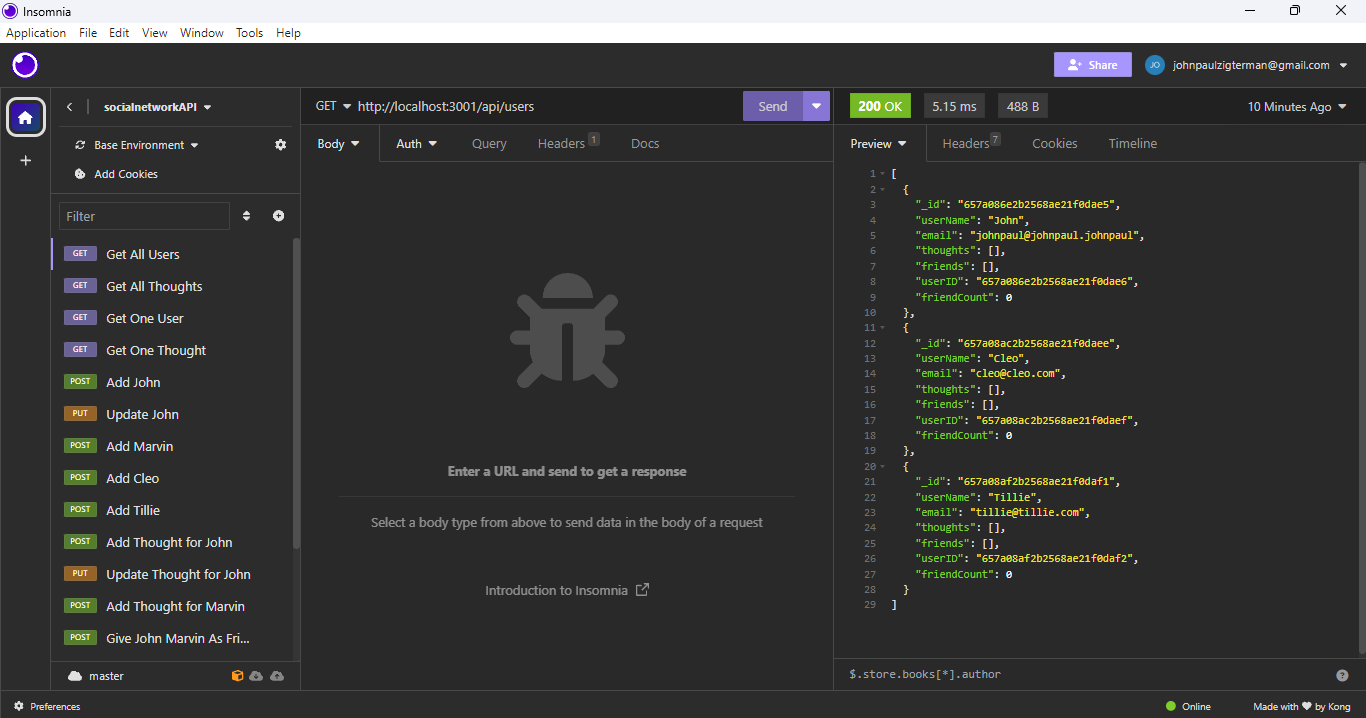 Insomnia
Application File Edit View Window Tools Help
Share
JO johnpaulzigterman@gmail.com
socialnetworkAPI
Base Environment
Add Cookies
Filter
GET Get All Users
GET Get All Thoughts
GET Get One User
GET Get One Thought
POST Add John
PUT Update John
POST Add Marvin
POST Add Cleo
POST Add Tillie
POST Add Thought for John
PUT Update Thought for John
POST Add Thought for Marvin
POST Give John Marvin As Fri...
master
GET http://localhost:3001/api/users Send
Body Auth Query Headers 1 Docs
Enter a URL and send to get a response
Select a body type from above to send data in the body of a request
Introduction to Insomnia
200 OK 5.15 ms 488 B 10 Minutes Ago
Preview Headers 7 Cookies Timeline
1 [
2 {
3 "_id": "657a086e2b2568ae21f0dae5",
4 "userName": "John",
5 "email": "johnpaul@johnpaul.johnpaul",
6 "thoughts": [],
7 "friends": [],
8 "userID": "657a086e2b2568ae21f0dae6",
9 "friendCount": 0
10 },
11 {
12 "_id": "657a08ac2b2568ae21f0daee",
13 "userName": "Cleo",
14 "email": "cleo@cleo.com",
15 "thoughts": [],
16 "friends": [],
17 "userID": "657a08ac2b2568ae21f0daef",
18 "friendCount": 0
19 },
20 {
21 "_id": "657a08af2b2568ae21f0daf1",
22 "userName": "Tillie",
23 "email": "tillie@tillie.com",
24 "thoughts": [],
25 "friends": [],
26 "userID": "657a08af2b2568ae21f0daf2",
27 "friendCount": 0
28 }
29 ]
$.store.books[*].author
Preferences
Online
Made with ❤ by Kong